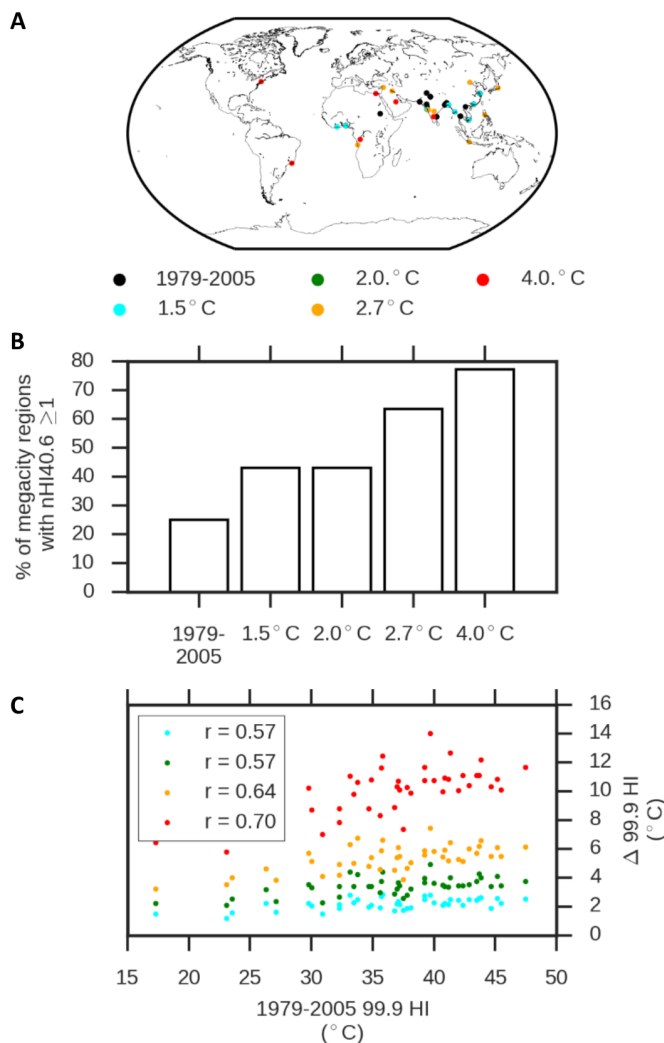 A
1979-2005
2.0.°C
4.0.°C
1.5°C
2.7°C
B
80
70
60
50
40
30
20
10
0
% of megacity regions
with nHI40.6 ≥1
1979-
2005
1.5°C
2.0°C
2.7°C
4.0°C
C
r = 0.57
r = 0.57
r = 0.64
r = 0.70
16
14
12
10
8
6
4
2
0
Δ 99.9 HI
(°C)
15 20 25 30 35 40 45 50
1979-2005 99.9 HI
(°C)